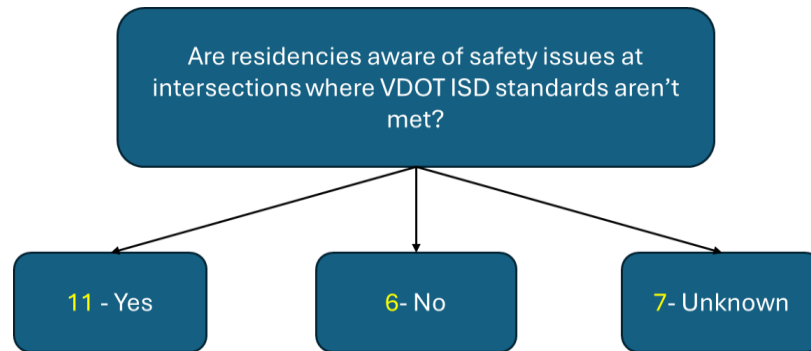 Are residencies aware of safety issues at
intersections where VDOT ISD standards aren't
met?
11 - Yes
6- No
7- Unknown